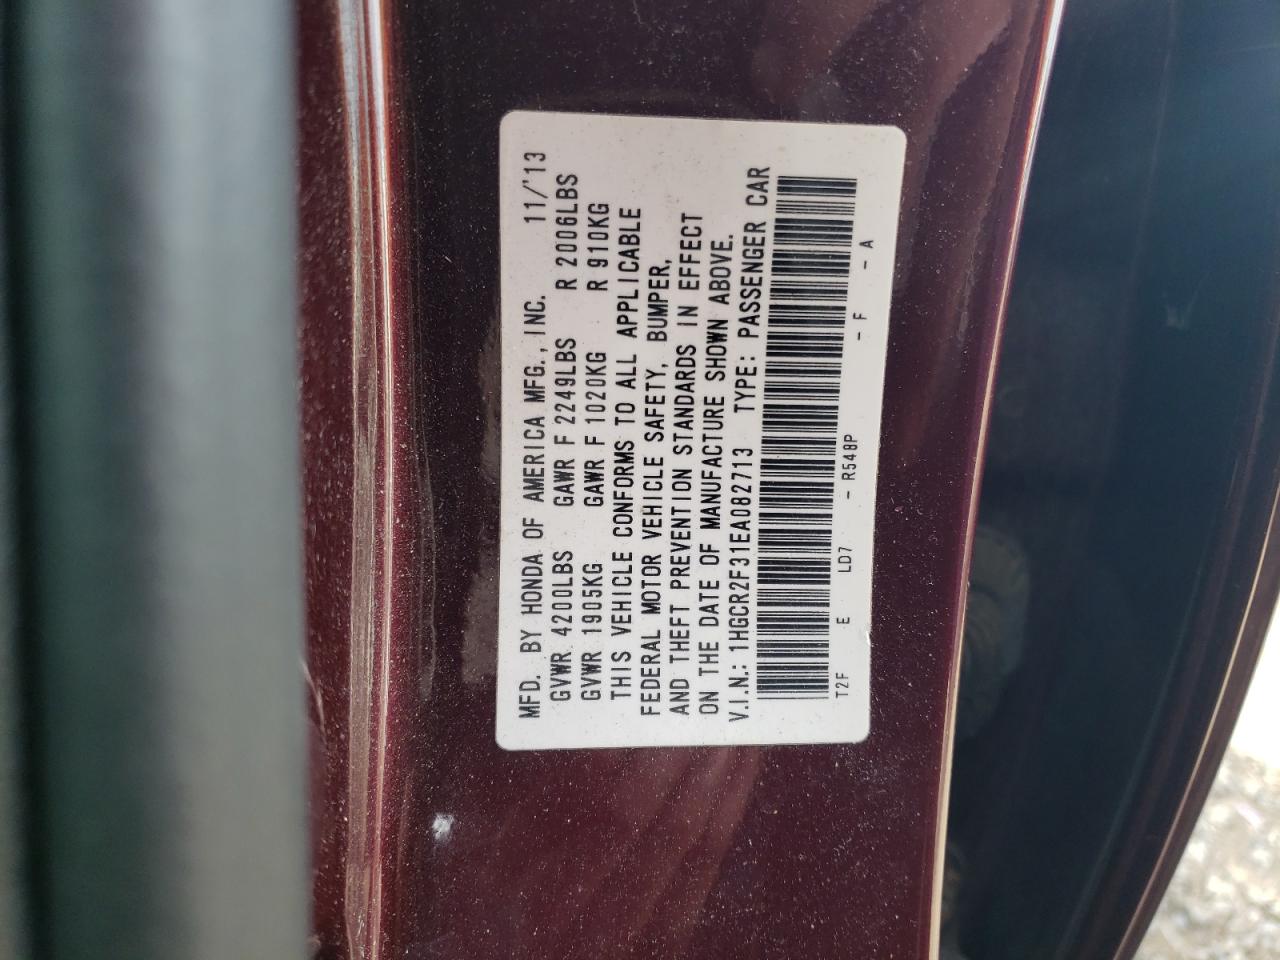 MFD. BY HONDA OF AMERICA MFG., INC. 11/'13
GVWR 4200LBS GAWR F 2249LBS R 2006LBS
GVWR 1905KG GAWR F 1020KG R 910KG
THIS VEHICLE CONFORMS TO ALL APPLICABLE
FEDERAL MOTOR VEHICLE SAFETY, BUMPER,
AND THEFT PREVENTION STANDARDS IN EFFECT
ON THE DATE OF MANUFACTURE SHOWN ABOVE.
V.I.N.: 1HGCR2F31EA082713 TYPE: PASSENGER CAR
T2F E LD7 - R548P - F - A